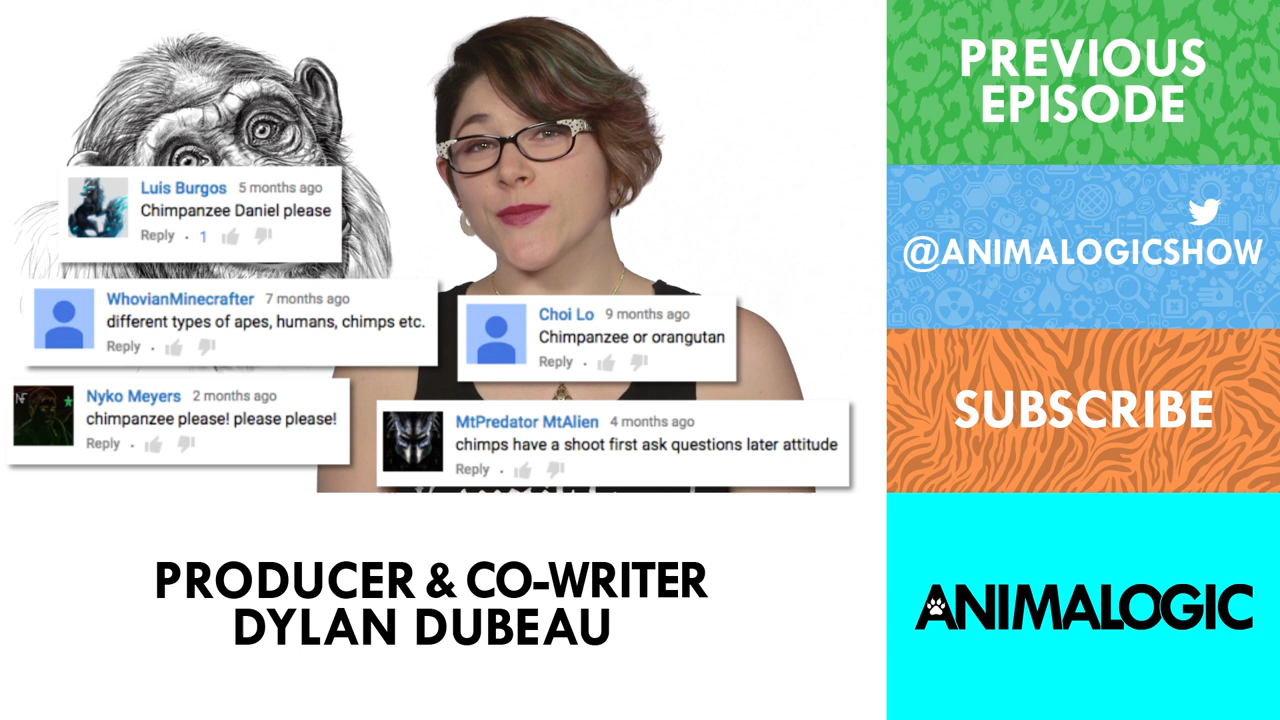 Luis Burgos 5 months ago
Chimpanzee Daniel please
Reply · 1
WhovianMinecrafter 7 months ago
different types of apes, humans, chimps etc.
Reply ·
Choi Lo 9 months ago
Chimpanzee or orangutan
Reply ·
Nyko Meyers 2 months ago
chimpanzee please! please please!
Reply ·
MtPredator MtAlien 4 months ago
chimps have a shoot first ask questions later attitude
Reply ·
PRODUCER & CO-WRITER
DYLAN DUBEAU
PREVIOUS
EPISODE
@ANIMALOGICSHOW
SUBSCRIBE
ANIMALOGIC